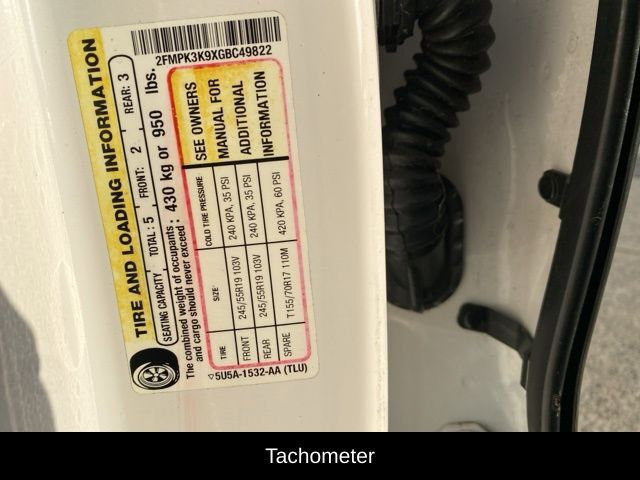 TIRE AND LOADING INFORMATION
SEATING CAPACITY TOTAL: 5 FRONT: 2 REAR: 3
The combined weight of occupants
and cargo should never exceed : 430 kg or 950 lbs.
TIRE SIZE: COLD TIRE PRESSURE
FRONT 245/55R19 103V 240 KPA, 35 PSI
REAR 245/55R19 103V 240 KPA, 35 PSI
SPARE T155/70R17 110M 420 KPA, 60 PSI
SEE OWNERS
MANUAL FOR
ADDITIONAL
INFORMATION
5U5A-1532-AA (TLU)
2FMPK3K9XGBC49822
Tachometer